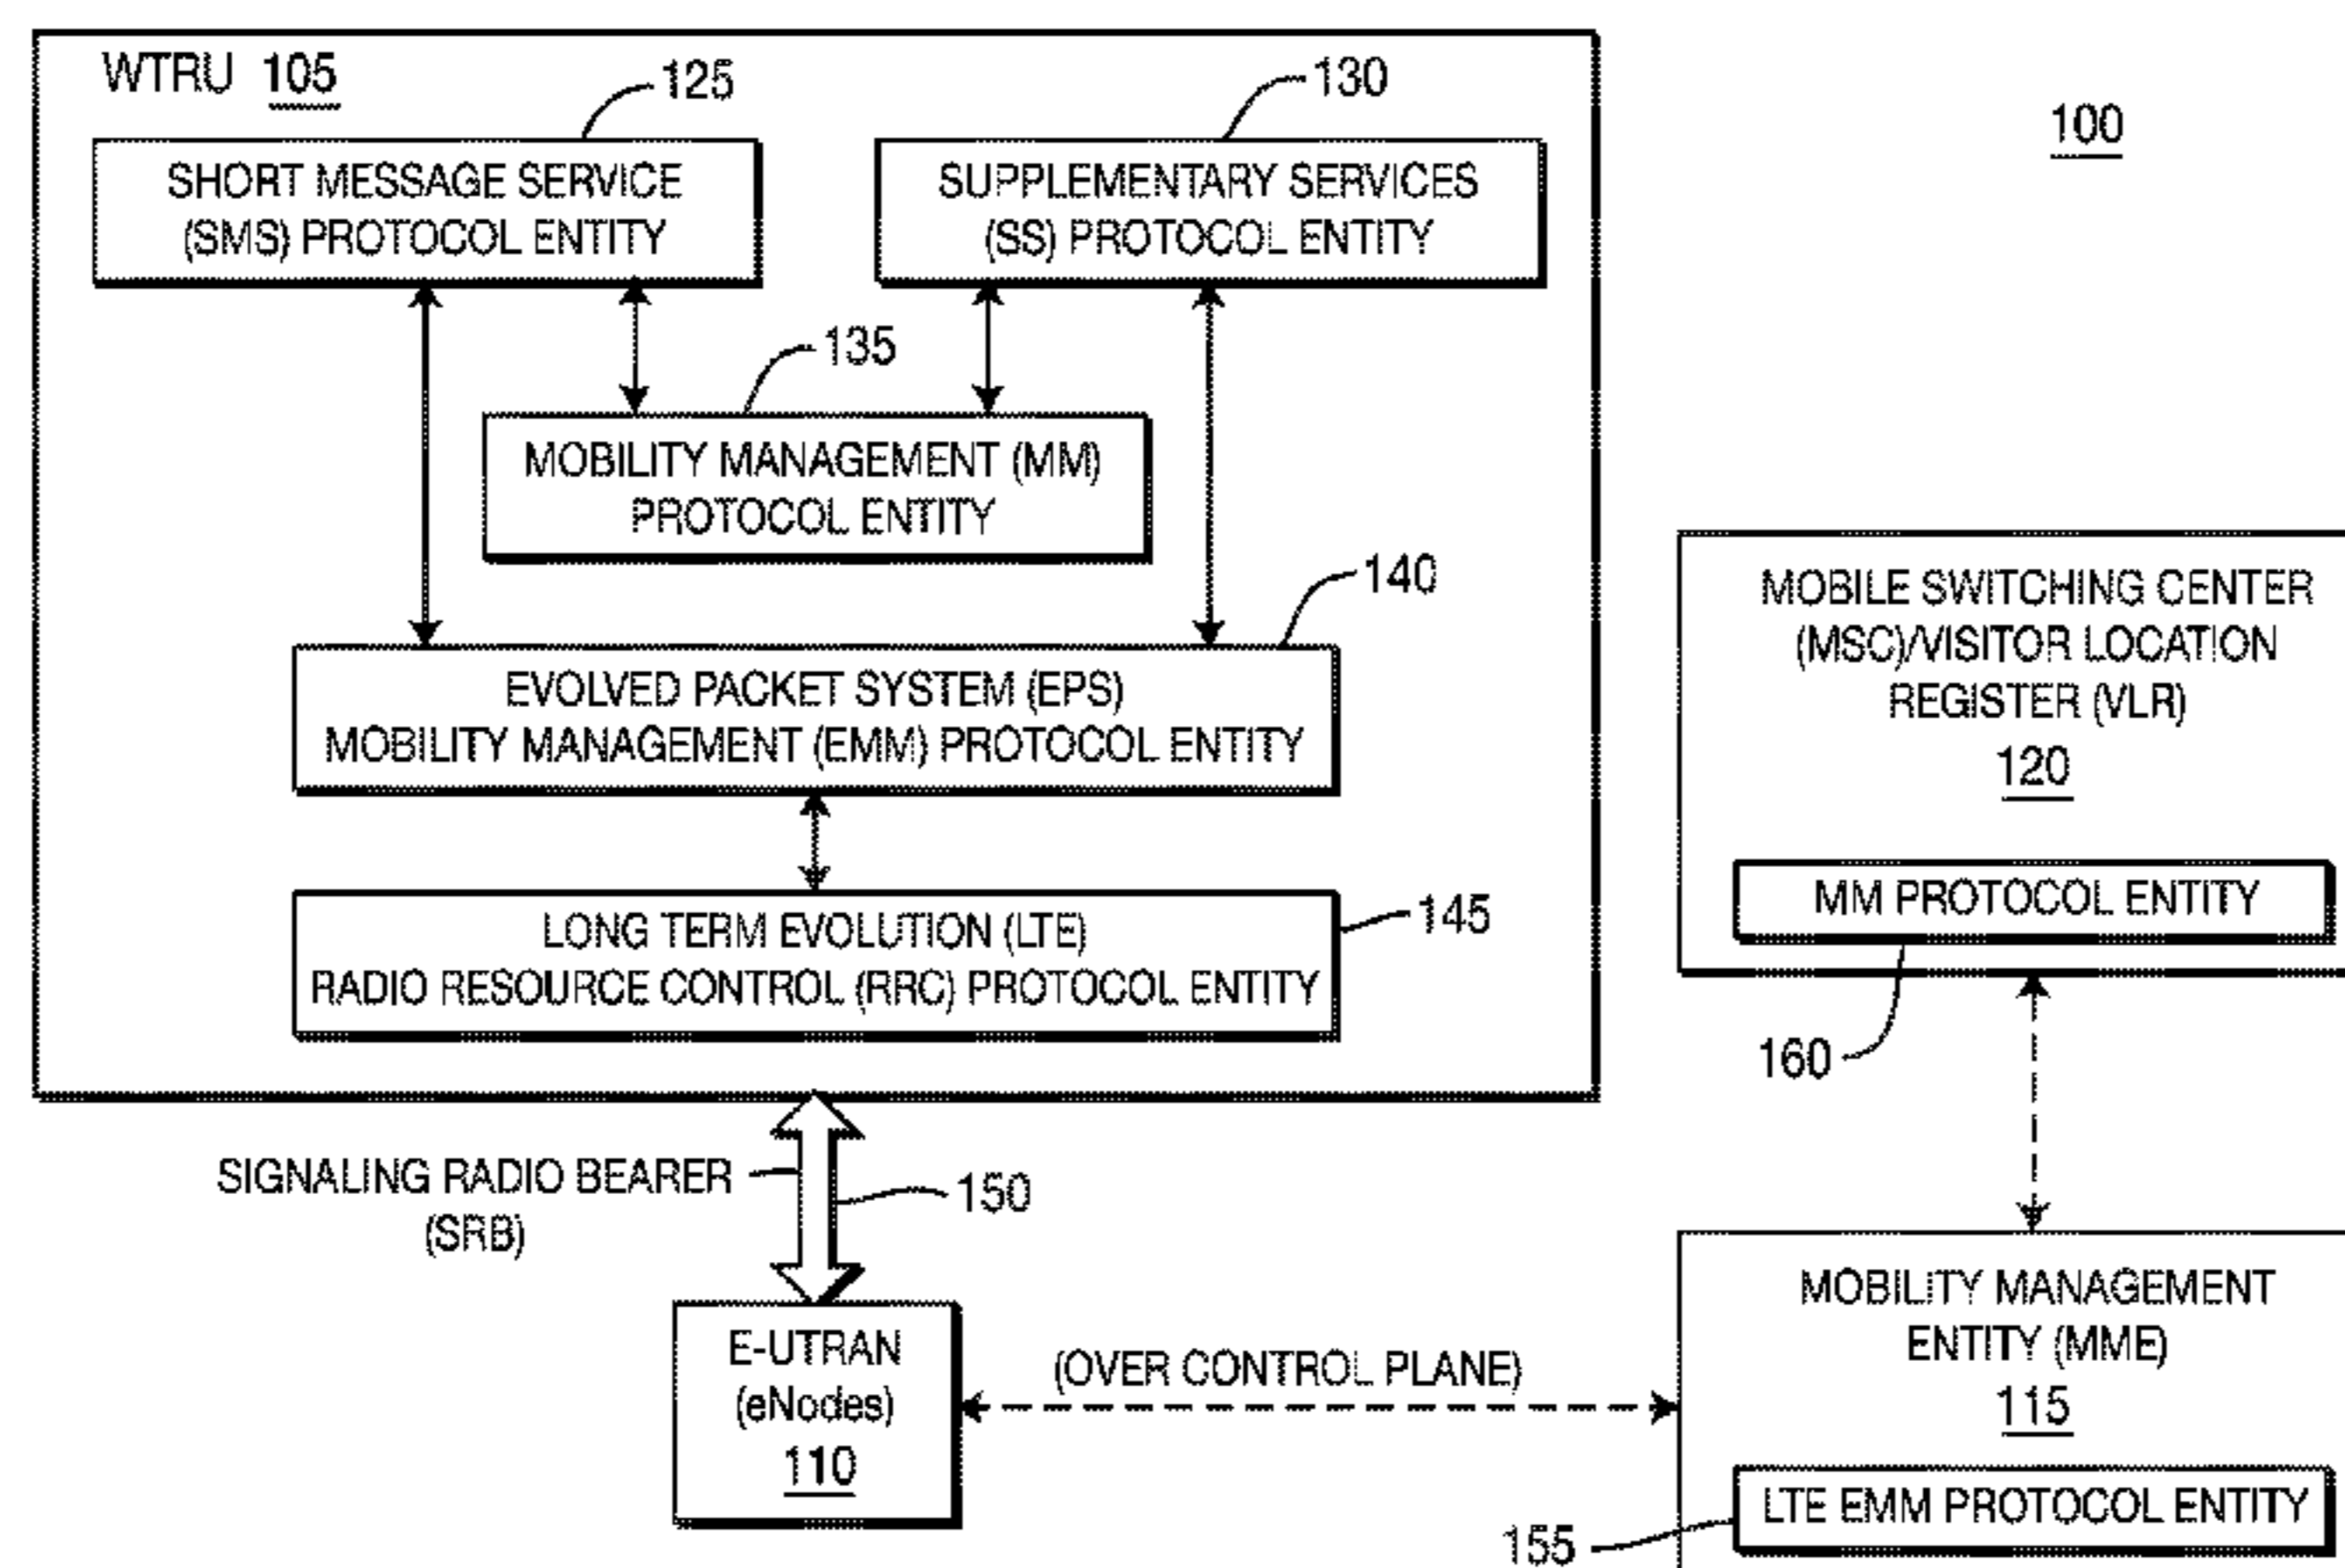 WTRU 105
125
130
100
SHORT MESSAGE SERVICE
(SMS) PROTOCOL ENTITY
SUPPLEMENTARY SERVICES
(SS) PROTOCOL ENTITY
135
MOBILITY MANAGEMENT (MM)
PROTOCOL ENTITY
140
EVOLVED PACKET SYSTEM (EPS)
MOBILITY MANAGEMENT (EMM) PROTOCOL ENTITY
145
LONG TERM EVOLUTION (LTE)
RADIO RESOURCE CONTROL (RRC) PROTOCOL ENTITY
MOBILE SWITCHING CENTER
(MSC)/VISITOR LOCATION
REGISTER (VLR)
120
MM PROTOCOL ENTITY
160
SIGNALING RADIO BEARER
(SRB)
150
E-UTRAN
(eNodes)
110
(OVER CONTROL PLANE)
MOBILITY MANAGEMENT
ENTITY (MME)
115
LTE EMM PROTOCOL ENTITY
155